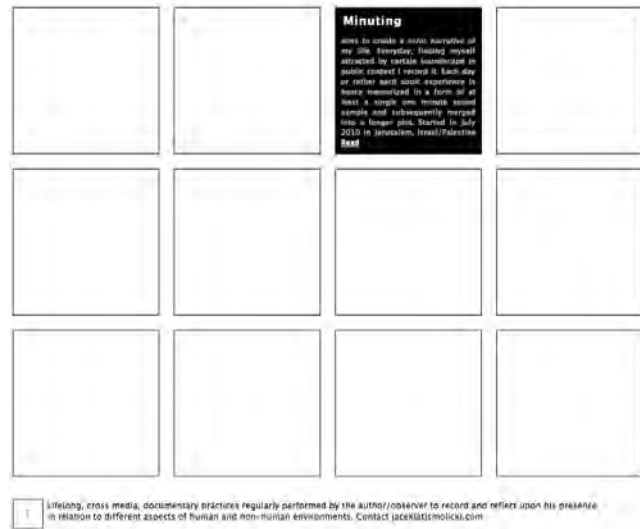 Minuting
aims to create a sonic narrative of
my life. Everyday, finding myself
attracted by certain soundscape in
public context I record it. Each day
or rather each sonic experience is
hence memorized in a form of at
least a single one minute sound
sample and subsequently merged
into a longer plot. Started in July
2010 in Jerusalem, Israel/Palestine
Read
Lifelong, cross media, documentary practices regularly performed by the author/observer to record and reflect upon his presence
in relation to different aspects of human and non-human environments. Contact